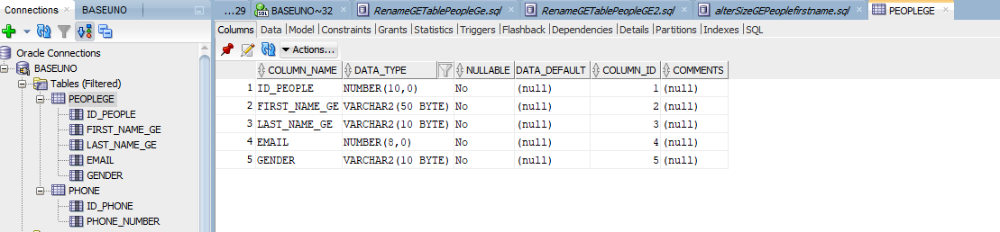 Connections
BASEUNO
Oracle Connections
BASEUNO
Tables (Filtered)
PEOPLEGE
ID_PEOPLE
FIRST_NAME_GE
LAST_NAME_GE
EMAIL
GENDER
PHONE
ID_PHONE
PHONE_NUMBER
...29 BASEUNO~32 RenameGETablePeopleGe.sql RenameGETablePeopleGE2.sql alterSizeGEPeoplefirstname.sql PEOPLEGE
Columns Data Model Constraints Grants Statistics Triggers Flashback Dependencies Details Partitions Indexes SQL
Actions...
COLUMN_NAME DATA_TYPE NULLABLE DATA_DEFAULT COLUMN_ID COMMENTS
1 ID_PEOPLE NUMBER(10,0) No (null) 1 (null)
2 FIRST_NAME_GE VARCHAR2(50 BYTE) No (null) 2 (null)
3 LAST_NAME_GE VARCHAR2(10 BYTE) No (null) 3 (null)
4 EMAIL NUMBER(8,0) No (null) 4 (null)
5 GENDER VARCHAR2(10 BYTE) No (null) 5 (null)